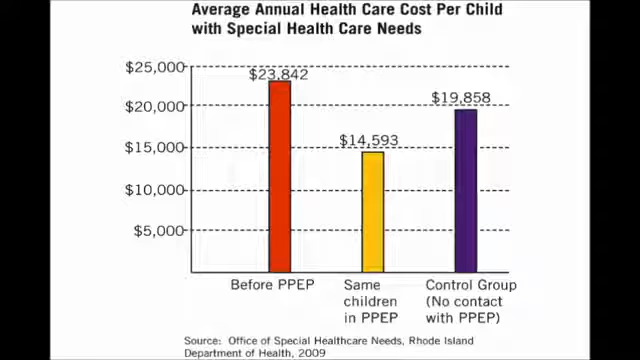 Average Annual Health Care Cost Per Child
with Special Health Care Needs
$25,000
$23,842
$20,000
$19,858
$15,000
$14,593
$10,000
$5,000
Before PPEP
Same
children
in PPEP
Control Group
(No contact
with PPEP)
Source: Office of Special Healthcare Needs, Rhode Island
Department of Health, 2009